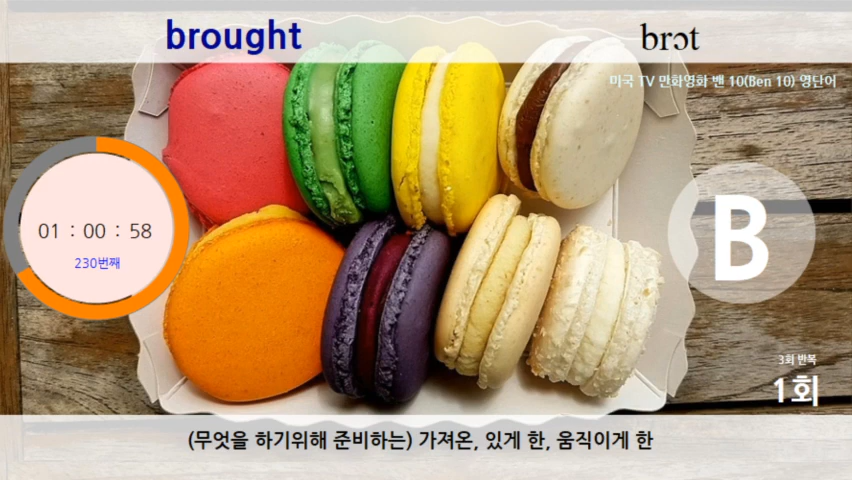 brought
brɔt
미국 TV 만화영화 밴 10(Ben 10) 영단어
01 : 00 : 58
230번째
B
3회 반복
1회
(무엇을 하기위해 준비하는) 가져온, 있게 한, 움직이게 한